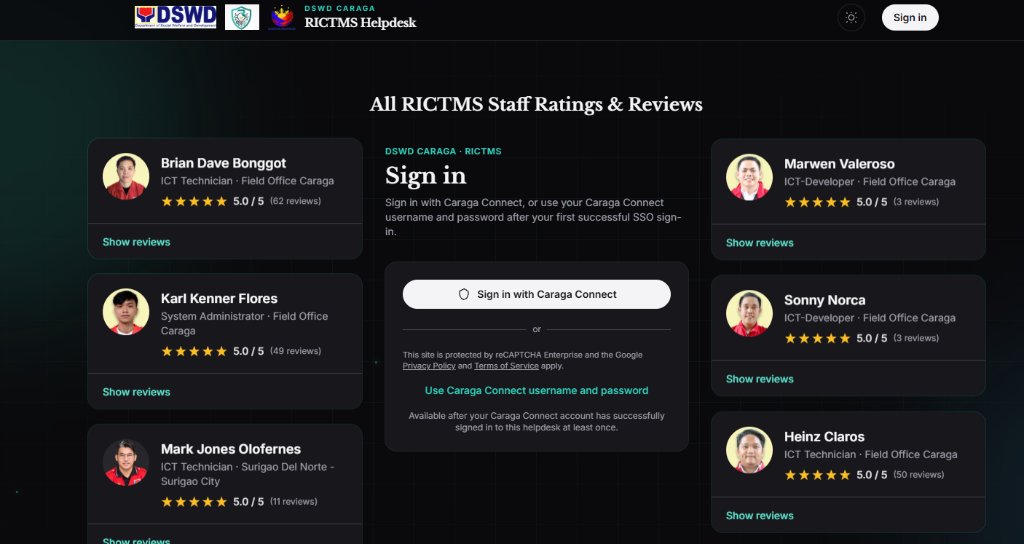 DSWD
Department of Social Welfare and Development
DSWD CARAGA
RICTMS Helpdesk
Sign in
All RICTMS Staff Ratings & Reviews
Brian Dave Bonggot
ICT Technician · Field Office Caraga
5.0 / 5 (62 reviews)
Show reviews
Karl Kenner Flores
System Administrator · Field Office
Caraga
5.0 / 5 (49 reviews)
Show reviews
Mark Jones Olofernes
ICT Technician · Surigao Del Norte -
Surigao City
5.0 / 5 (11 reviews)
Show reviews
DSWD CARAGA · RICTMS
Sign in
Sign in with Caraga Connect, or use your Caraga Connect
username and password after your first successful SSO sign-
in.
Sign in with Caraga Connect
or
This site is protected by reCAPTCHA Enterprise and the Google
Privacy Policy and Terms of Service apply.
Use Caraga Connect username and password
Available after your Caraga Connect account has successfully
signed in to this helpdesk at least once.
Marwen Valeroso
ICT-Developer · Field Office Caraga
5.0 / 5 (3 reviews)
Show reviews
Sonny Norca
ICT-Developer · Field Office Caraga
5.0 / 5 (3 reviews)
Show reviews
Heinz Claros
ICT Technician · Field Office Caraga
5.0 / 5 (50 reviews)
Show reviews